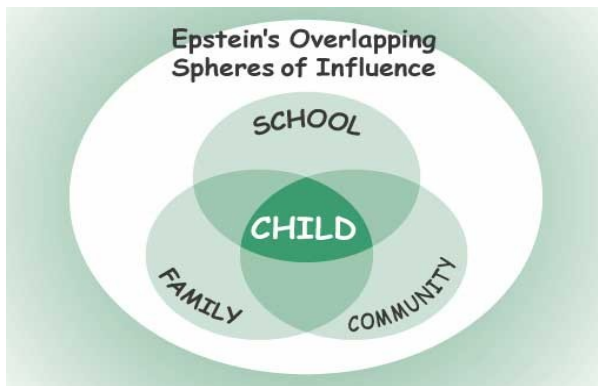 Epstein's Overlapping
Spheres of Influence
SCHOOL
CHILD
FAMILY
COMMUNITY